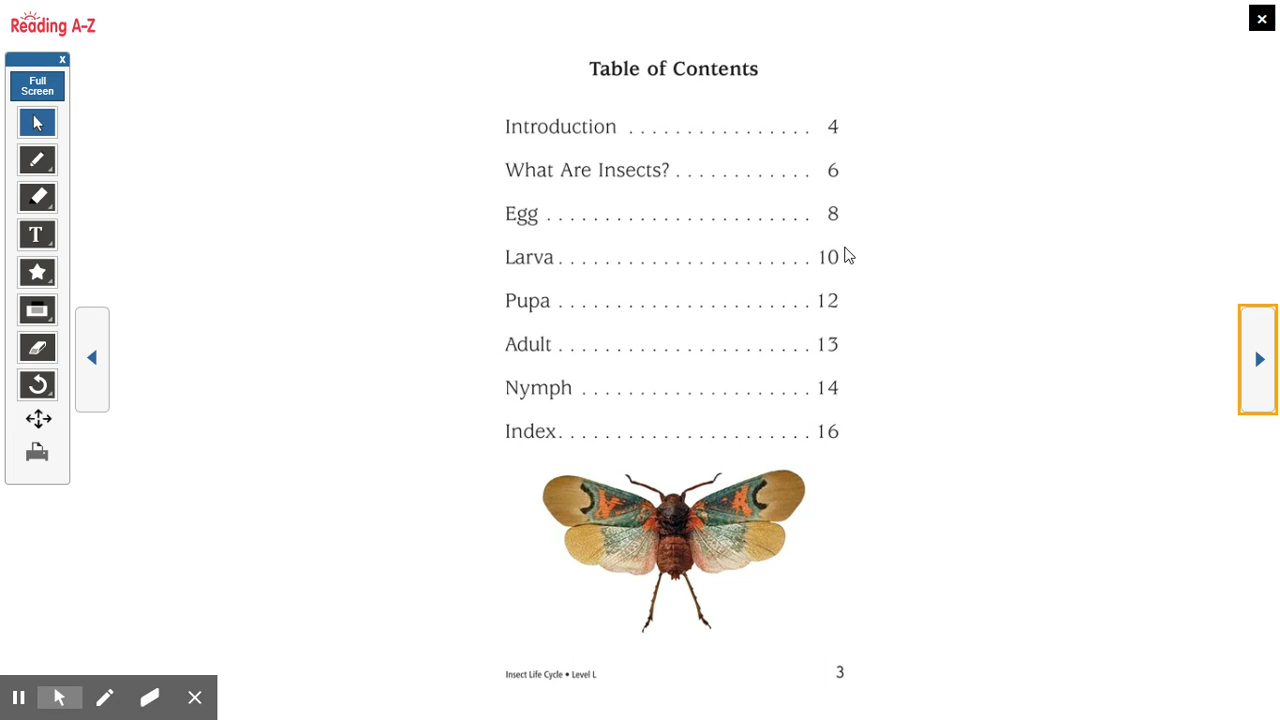 Reading A-Z
x
Full
Screen
T
Table of Contents
Introduction . . . . . . . . . . . . . . . . 4
What Are Insects? . . . . . . . . . . . . 6
Egg . . . . . . . . . . . . . . . . . . . . . . . 8
Larva . . . . . . . . . . . . . . . . . . . . . . 10
Pupa . . . . . . . . . . . . . . . . . . . . . . 12
Adult . . . . . . . . . . . . . . . . . . . . . . 13
Nymph . . . . . . . . . . . . . . . . . . . . 14
Index . . . . . . . . . . . . . . . . . . . . . . 16
Insect Life Cycle • Level L 3